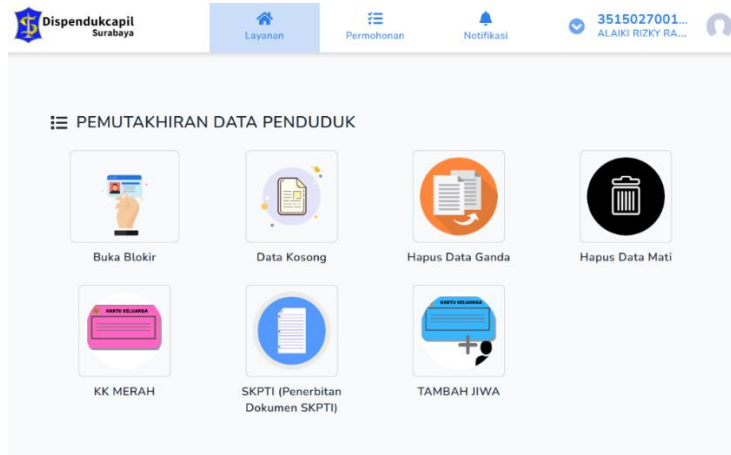 Dispendukcapil
Surabaya
Layanan
Permohonan
Notifikasi
3515027001...
ALAIKI RIZKY RA...
PEMUTAKHIRAN DATA PENDUDUK
Buka Blokir
Data Kosong
Hapus Data Ganda
Hapus Data Mati
KARTU KELUARGA
KARTU KELUARGA
KK MERAH
SKPTI (Penerbitan
Dokumen SKPTI)
TAMBAH JIWA